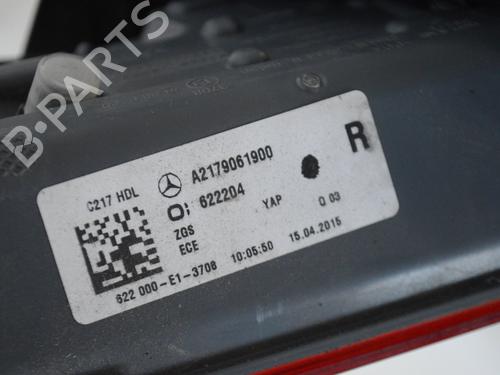 C217 HDL
A2179061900
R
622204
ZGS
YAP
Q 03
ECE
622 000-E1-3708 10:05:50 15.04.2015
B-PARTS